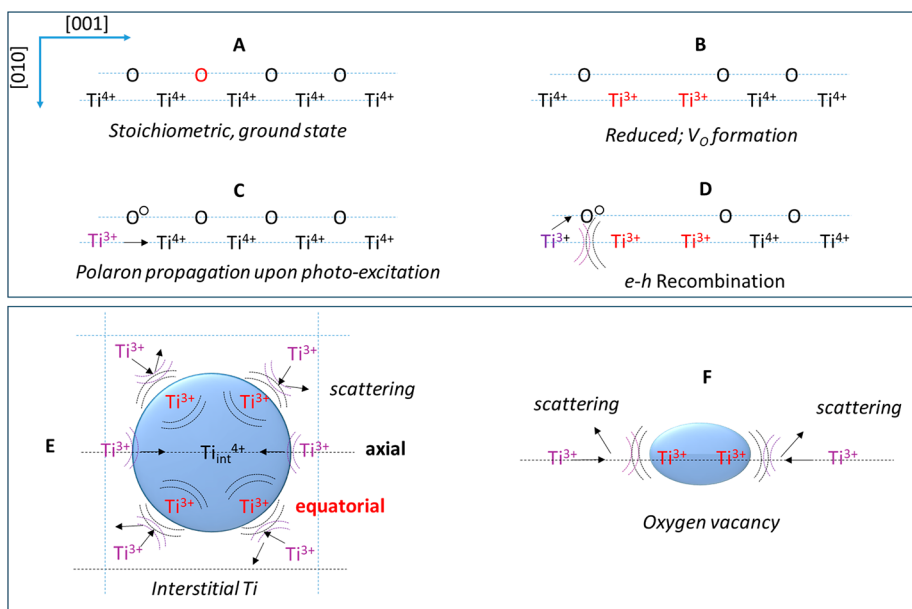 [001]
[010]
A
O O O O
Ti⁴⁺ Ti⁴⁺ Ti⁴⁺ Ti⁴⁺ Ti⁴⁺
Stoichiometric, ground state
B
O O O
Ti⁴⁺ Ti³⁺ Ti³⁺ Ti⁴⁺ Ti⁴⁺
Reduced; V_O formation
C
O O O O
Ti³⁺ Ti⁴⁺ Ti⁴⁺ Ti⁴⁺ Ti⁴⁺
Polaron propagation upon photo-excitation
D
O O O
Ti³⁺ Ti³⁺ Ti³⁺ Ti⁴⁺ Ti⁴⁺
e-h Recombination
E
Ti³⁺ Ti³⁺
scattering
Ti³⁺ Ti³⁺
Ti³⁺ Ti_int⁴⁺ Ti³⁺ axial
Ti³⁺ Ti³⁺ equatorial
Ti³⁺ Ti³⁺
Interstitial Ti
F
scattering scattering
Ti³⁺ Ti³⁺ Ti³⁺ Ti³⁺
Oxygen vacancy